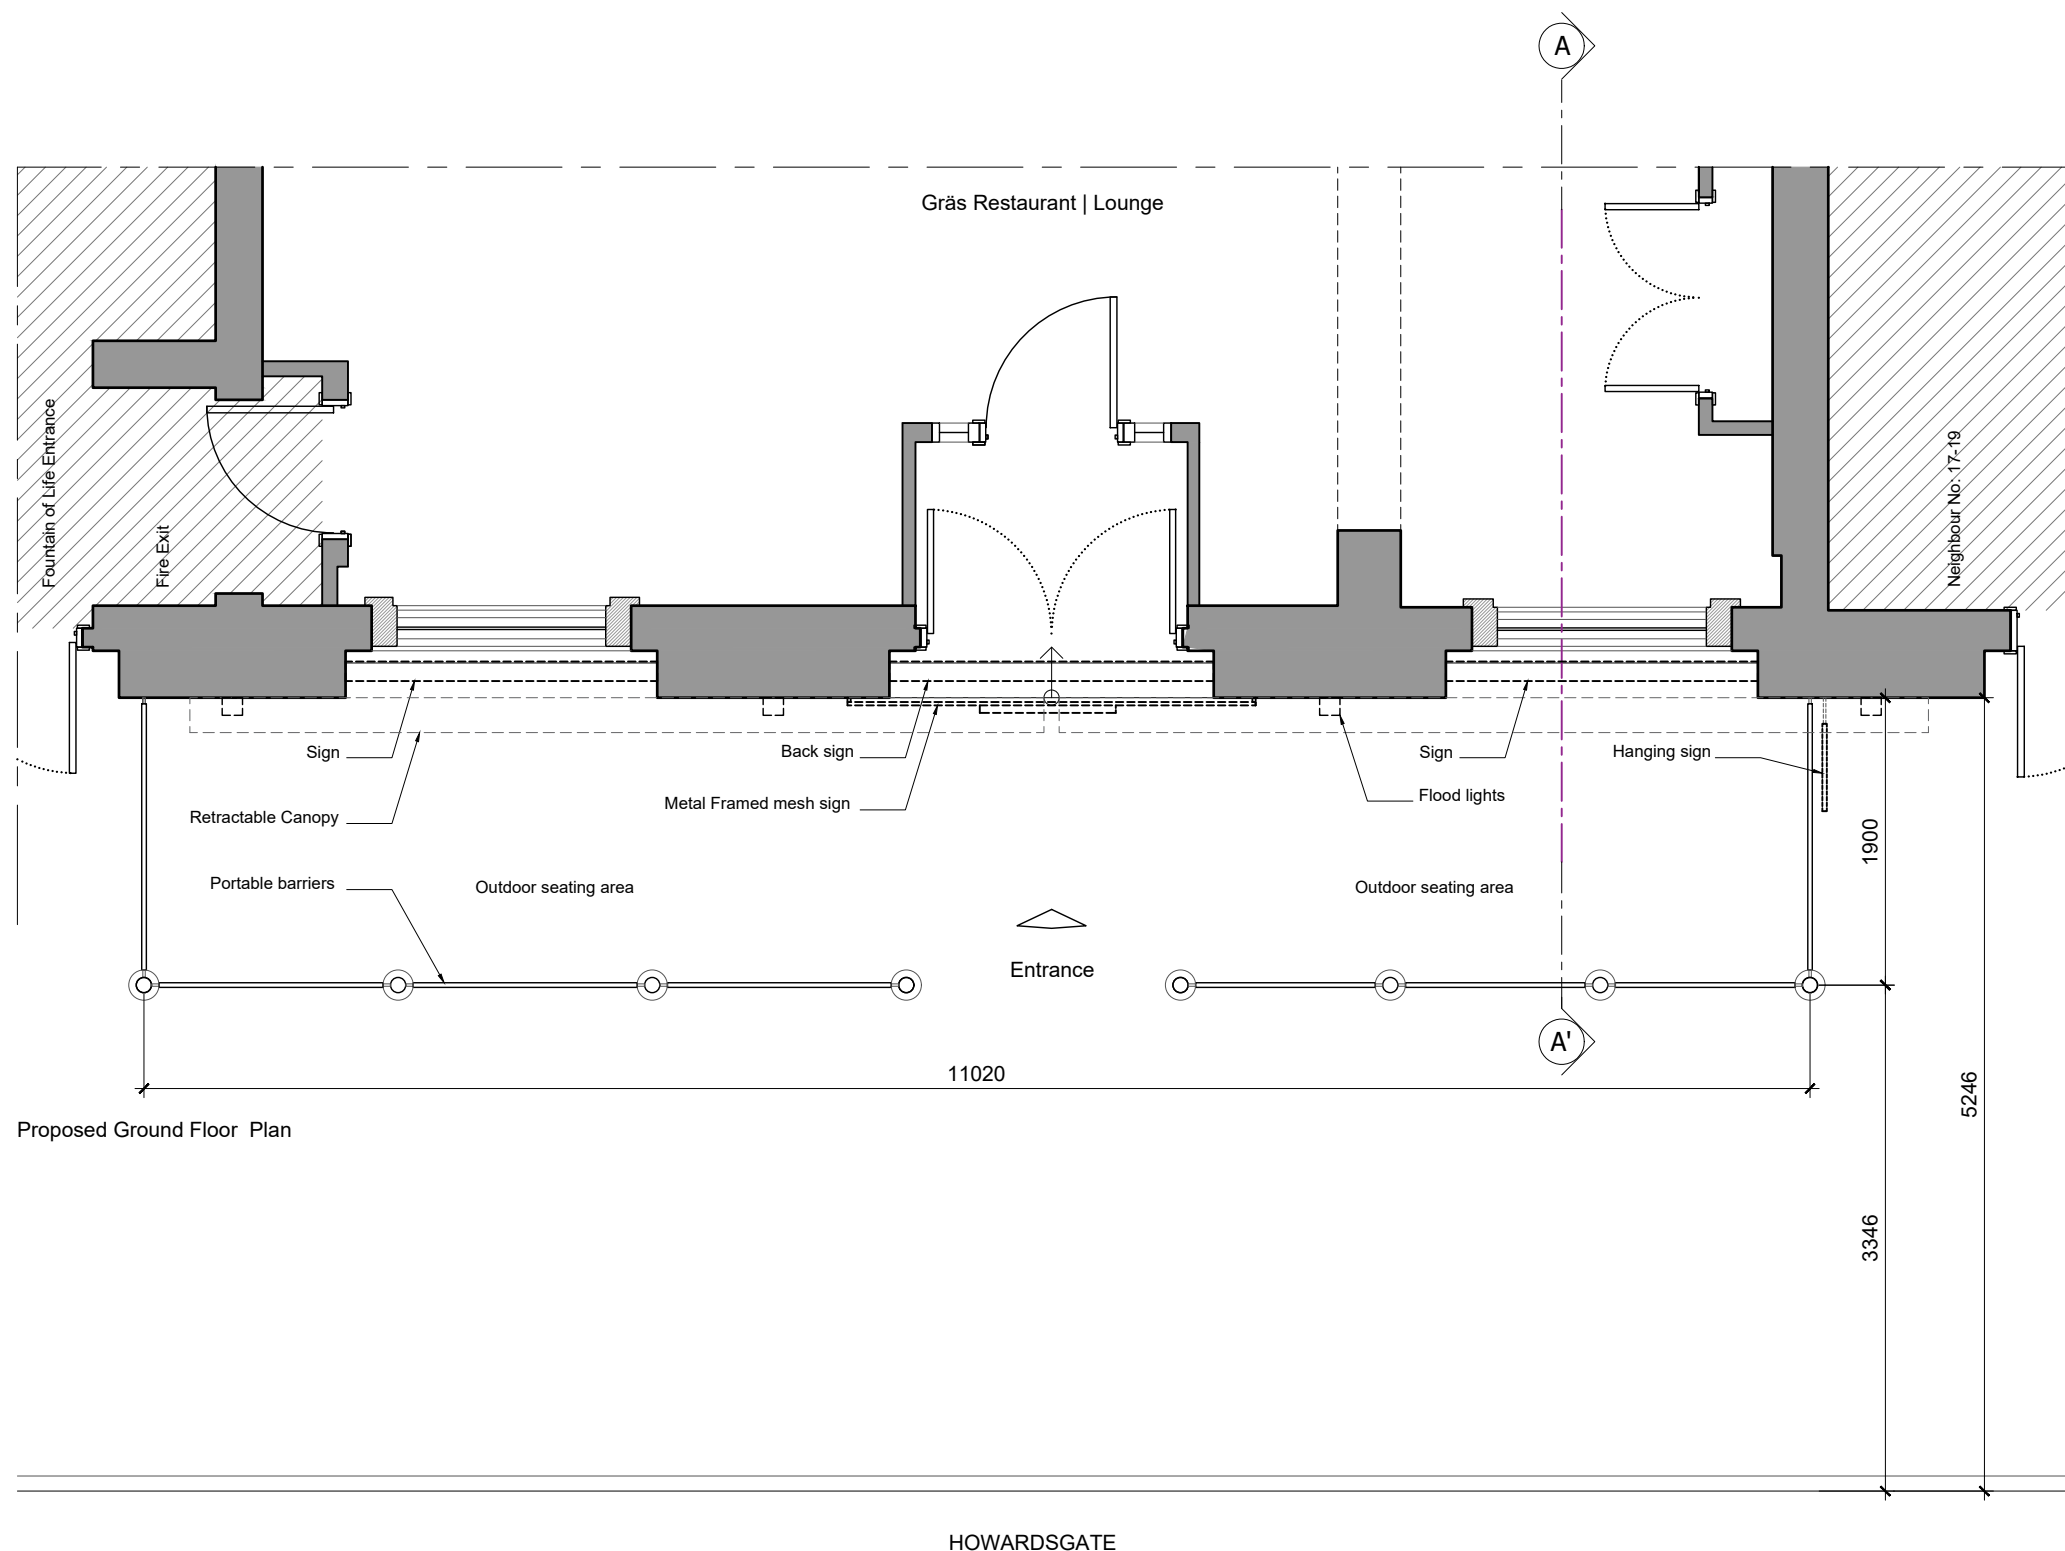 A
Gräs Restaurant | Lounge
Fountain of Life Entrance
Fire Exit
Neighbour No: 17-19
Sign
Back sign
Sign
Hanging sign
Retractable Canopy
Metal Framed mesh sign
Flood lights
1900
Portable barriers
Outdoor seating area
Outdoor seating area
Entrance
A'
11020
5246
Proposed Ground Floor  Plan
3346
HOWARDSGATE